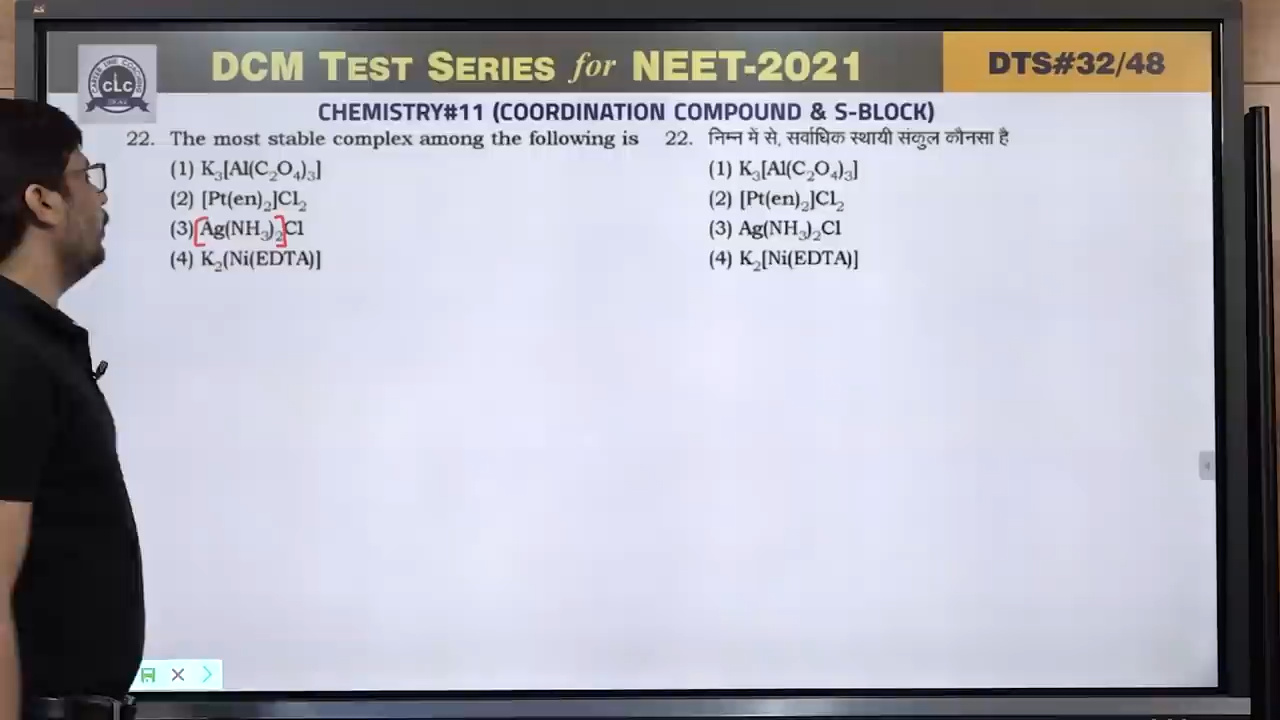 DCM TEST SERIES for NEET-2021
DTS#32/48
CLC
CHEMISTRY#11 (COORDINATION COMPOUND & S-BLOCK)
22. The most stable complex among the following is
(1) K₃[Al(C₂O₄)₃]
(2) [Pt(en)₂]Cl₂
(3) [Ag(NH₃)₂]Cl
(4) K₂(Ni(EDTA)]
22. निम्न में से, सर्वाधिक स्थायी संकुल कौनसा है
(1) K₃[Al(C₂O₄)₃]
(2) [Pt(en)₂]Cl₂
(3) Ag(NH₃)₂Cl
(4) K₂[Ni(EDTA)]